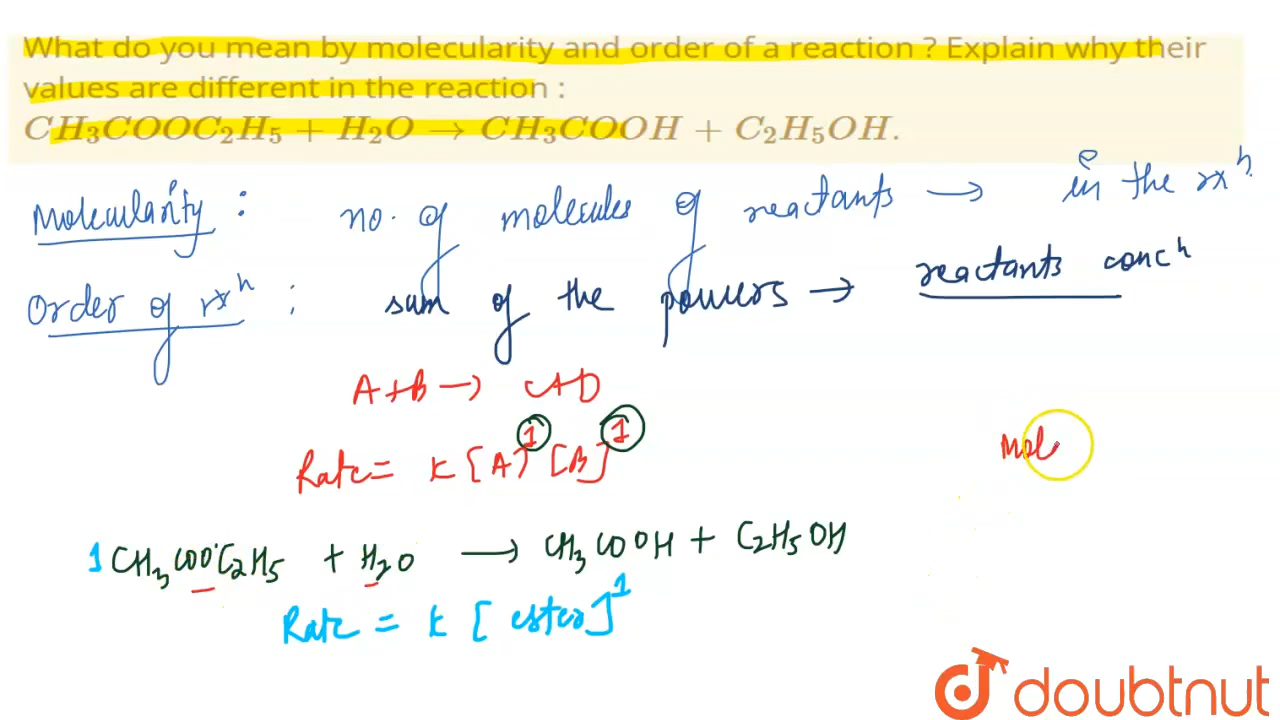 What do you mean by molecularity and order of a reaction ? Explain why their
values are different in the reaction :
CH₃COOC₂H₅ + H₂O → CH₃COOH + C₂H₅OH.
Molecularity : no. of molecules of reactants → in the rxⁿ.
Order of rxⁿ : sum of the powers → reactants concⁿ
A+B →
Rate = K [A]¹ [B]¹
Mol
1 CH₃COOC₂H₅ + H₂O → CH₃COOH + C₂H₅OH
Rate = K [ester]¹
doubtnut